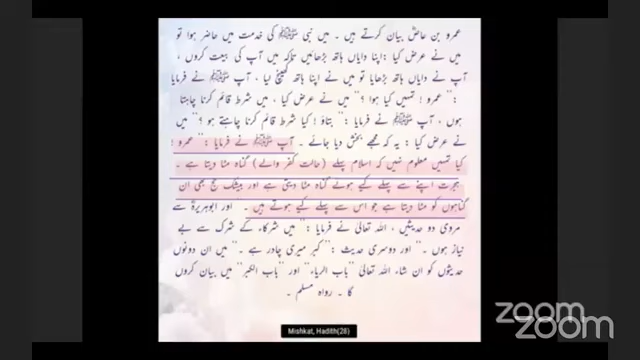 عمرو بن عاصؓ بیان کرتے ہیں ۔ میں نبی ﷺ کی خدمت میں حاضر ہوا تو
میں نے عرض کیا : اپنا دایاں ہاتھ بڑھائیں تاکہ میں آپ کی بیعت کروں ،
آپ نے دایاں ہاتھ بڑھایا تو میں نے اپنا ہاتھ کھینچ لیا ، آپ ﷺ نے فرمایا
: ’’ عمرو ! تمہیں کیا ہوا ؟‘‘ میں نے عرض کیا ، میں شرط قائم کرنا چاہتا
ہوں ، آپ ﷺ نے فرمایا : ’’ بتاؤ ! کیا شرط قائم کرنا چاہتے ہو ؟‘‘ میں
نے عرض کیا : یہ کہ مجھے بخش دیا جائے ۔ آپ ﷺ نے فرمایا : ’’ عمرو !
کیا تمہیں معلوم نہیں کہ اسلام پہلے (حالت کفر والے) گناہ مٹا دیتا ہے ۔
ہجرت اپنے سے پہلے کیے ہوئے گناہ مٹا دیتی ہے اور بیشک حج بھی ان
گناہوں کو مٹا دیتا ہے جو اس سے پہلے کیے ہوتے ہیں ۔ اور ابوہریرہؓ سے
مروی دو حدیثیں ، اللہ تعالیٰ نے فرمایا : ’’ میں شرکاء کے شرک سے بے
نیاز ہوں ۔‘‘ اور دوسری حدیث : ’’ کبر میری چادر ہے ۔‘‘ میں ان دونوں
حدیثوں کو ان شاء اللہ تعالیٰ ’’باب الریاء‘‘ اور ’’باب الکبر‘‘ میں بیان کروں
گا ۔ رواہ مسلم ۔
Mishkat, Hadith(28)
zoom
zoom